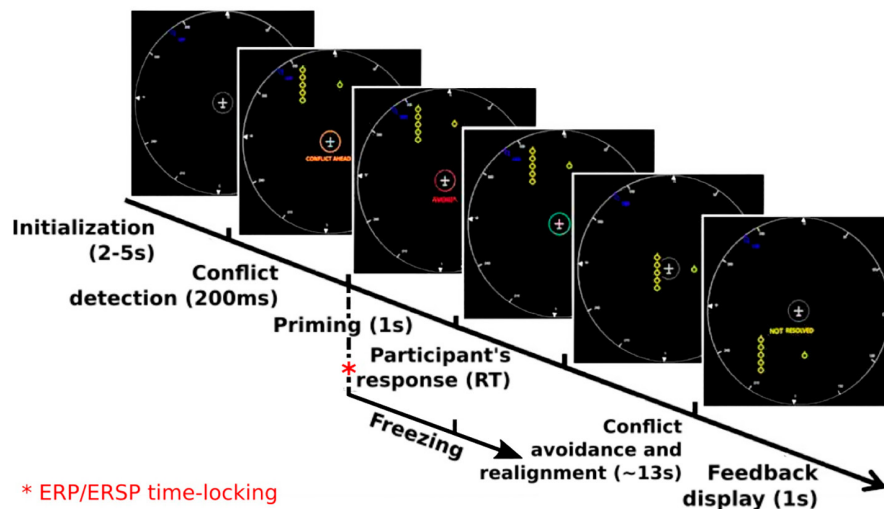 CONFLICT AHEAD
NOT RESOLVED
Initialization
(2-5s)
Conflict
detection (200ms)
Priming (1s)
Participant's
response (RT)
Freezing
Conflict
avoidance and
realignment (~13s)
Feedback
display (1s)
* ERP/ERSP time-locking
*